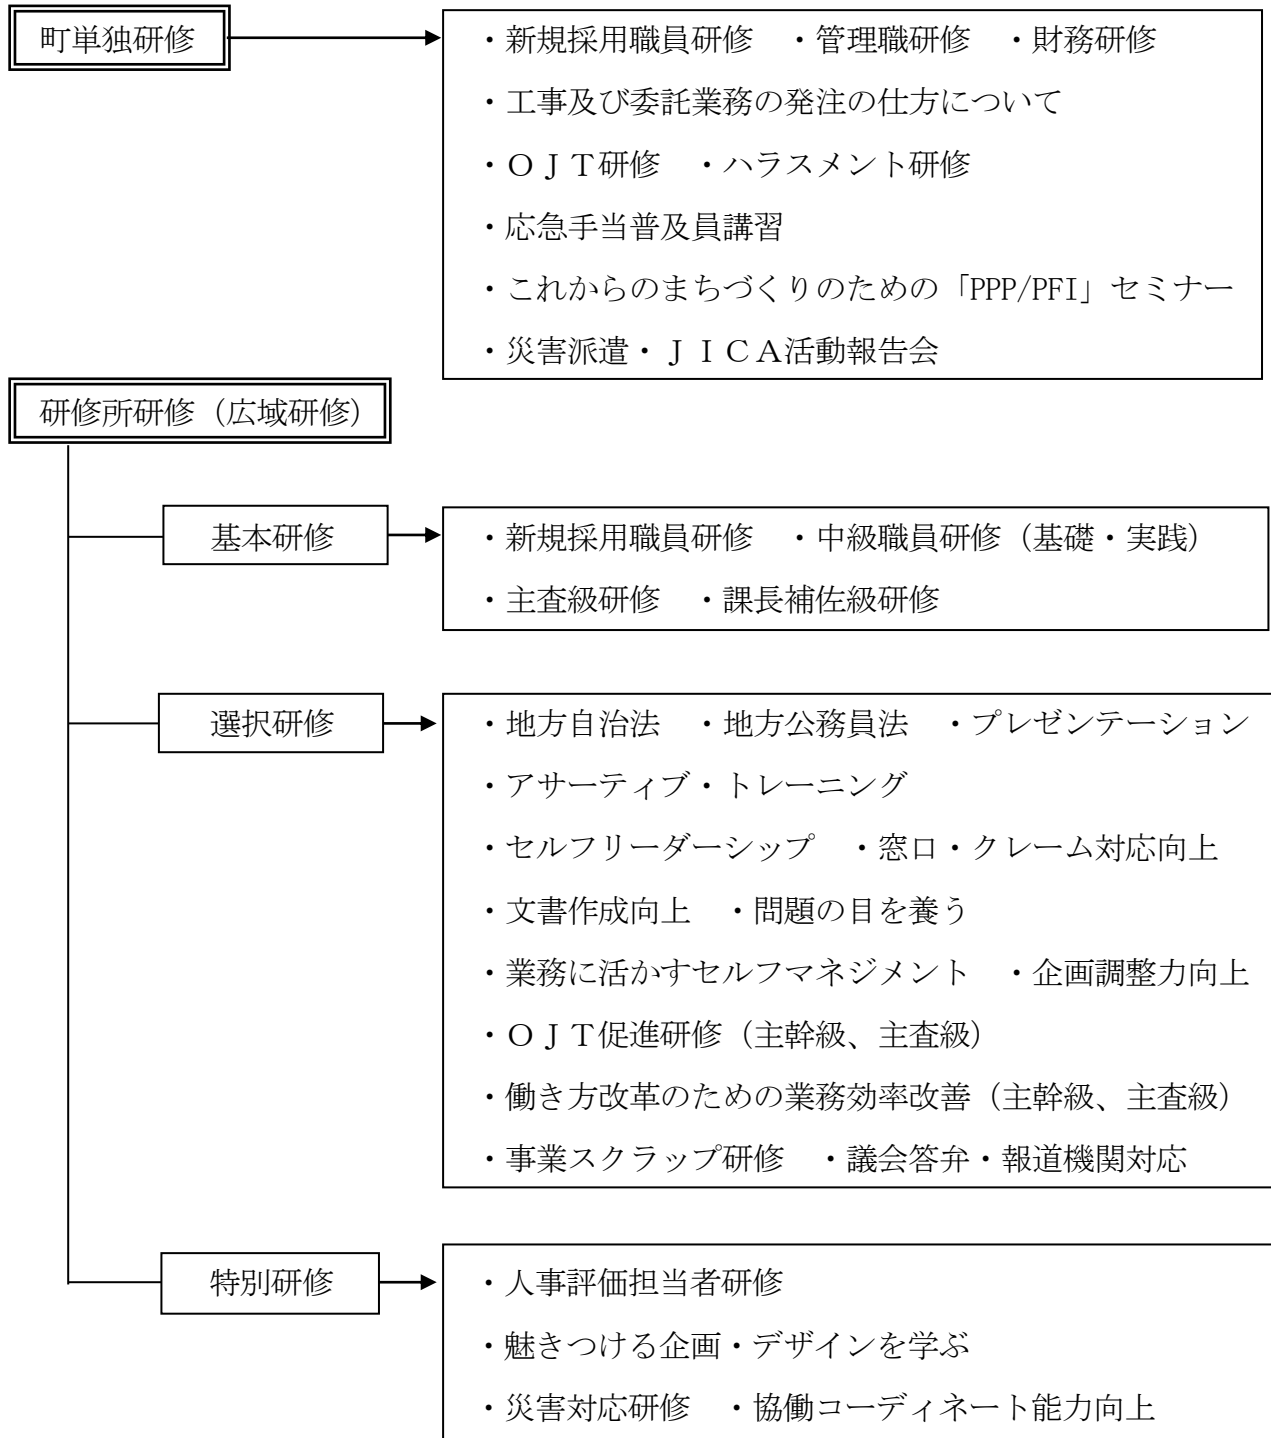 町単独研修
・新規採用職員研修　・管理職研修　・財務研修
・工事及び委託業務の発注の仕方について
・ＯＪＴ研修　・ハラスメント研修
・応急手当普及員講習
・これからのまちづくりのための「PPP/PFI」セミナー
・災害派遣・ＪＩＣＡ活動報告会
研修所研修（広域研修）
基本研修
・新規採用職員研修　・中級職員研修（基礎・実践）
・主査級研修　・課長補佐級研修
選択研修
・地方自治法　・地方公務員法　・プレゼンテーション
・アサーティブ・トレーニング
・セルフリーダーシップ　・窓口・クレーム対応向上
・文書作成向上　・問題の目を養う
・業務に活かすセルフマネジメント　・企画調整力向上
・ＯＪＴ促進研修（主幹級、主査級）
・働き方改革のための業務効率改善（主幹級、主査級）
・事業スクラップ研修　・議会答弁・報道機関対応
特別研修
・人事評価担当者研修
・魅きつける企画・デザインを学ぶ
・災害対応研修　・協働コーディネート能力向上